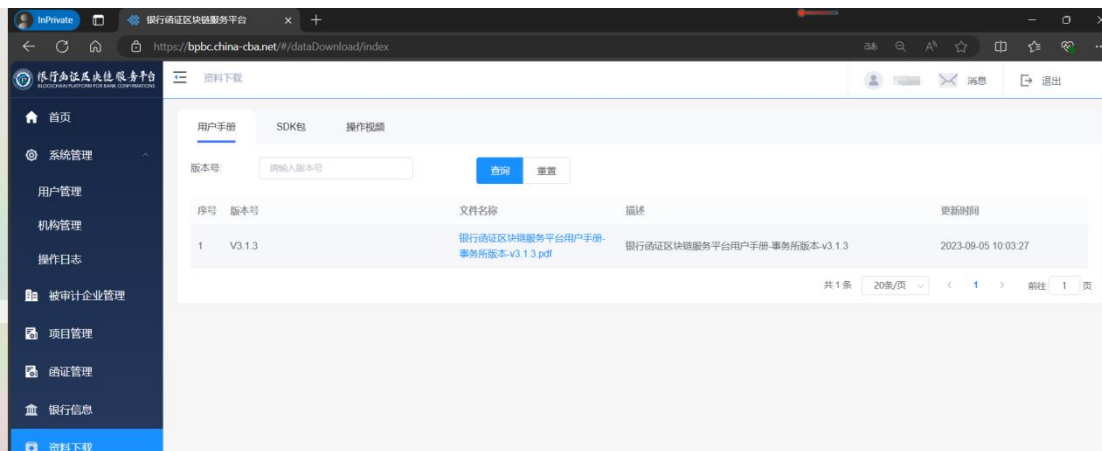 InPrivate
银行函证区块链服务平台
https://bpbc.china-cba.net/#/dataDownload/index
银行函证区块链服务平台
BLOCKCHAIN PLATFORM FOR BANK CONFIRMATIONS
资料下载
消息
退出
首页
系统管理
用户管理
机构管理
操作日志
被审计企业管理
项目管理
函证管理
银行信息
资料下载
用户手册 SDK包 操作视频
版本号: 请输入版本号 查询 重置
序号 版本号 文件名称 描述 更新时间
1 V3.1.3 银行函证区块链服务平台用户手册- 银行函证区块链服务平台用户手册-事务所版本-v3.1.3 2023-09-05 10:03:27
事务所版本-v3.1.3.pdf
共 1 条 20条/页 1 前往 1 页